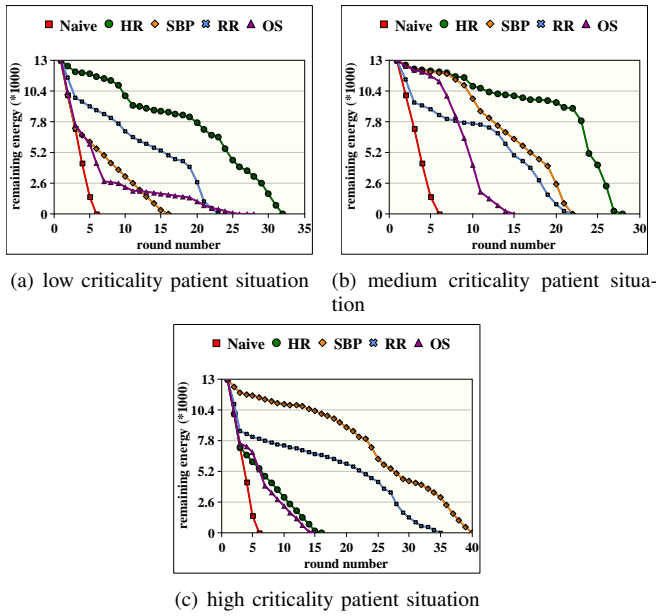 Naive HR SBP RR OS
13
10.4
7.8
5.2
2.6
0
remaining energy (*1000)
0 5 10 15 20 25 30 35
round number
(a) low criticality patient situation
Naive HR SBP RR OS
13
10.4
7.8
5.2
2.6
0
remaining energy (*1000)
0 5 10 15 20 25 30
round number
(b) medium criticality patient situa-
tion
Naive HR SBP RR OS
13
10.4
7.8
5.2
2.6
0
remaining energy (*1000)
0 5 10 15 20 25 30 35 40
round number
(c) high criticality patient situation